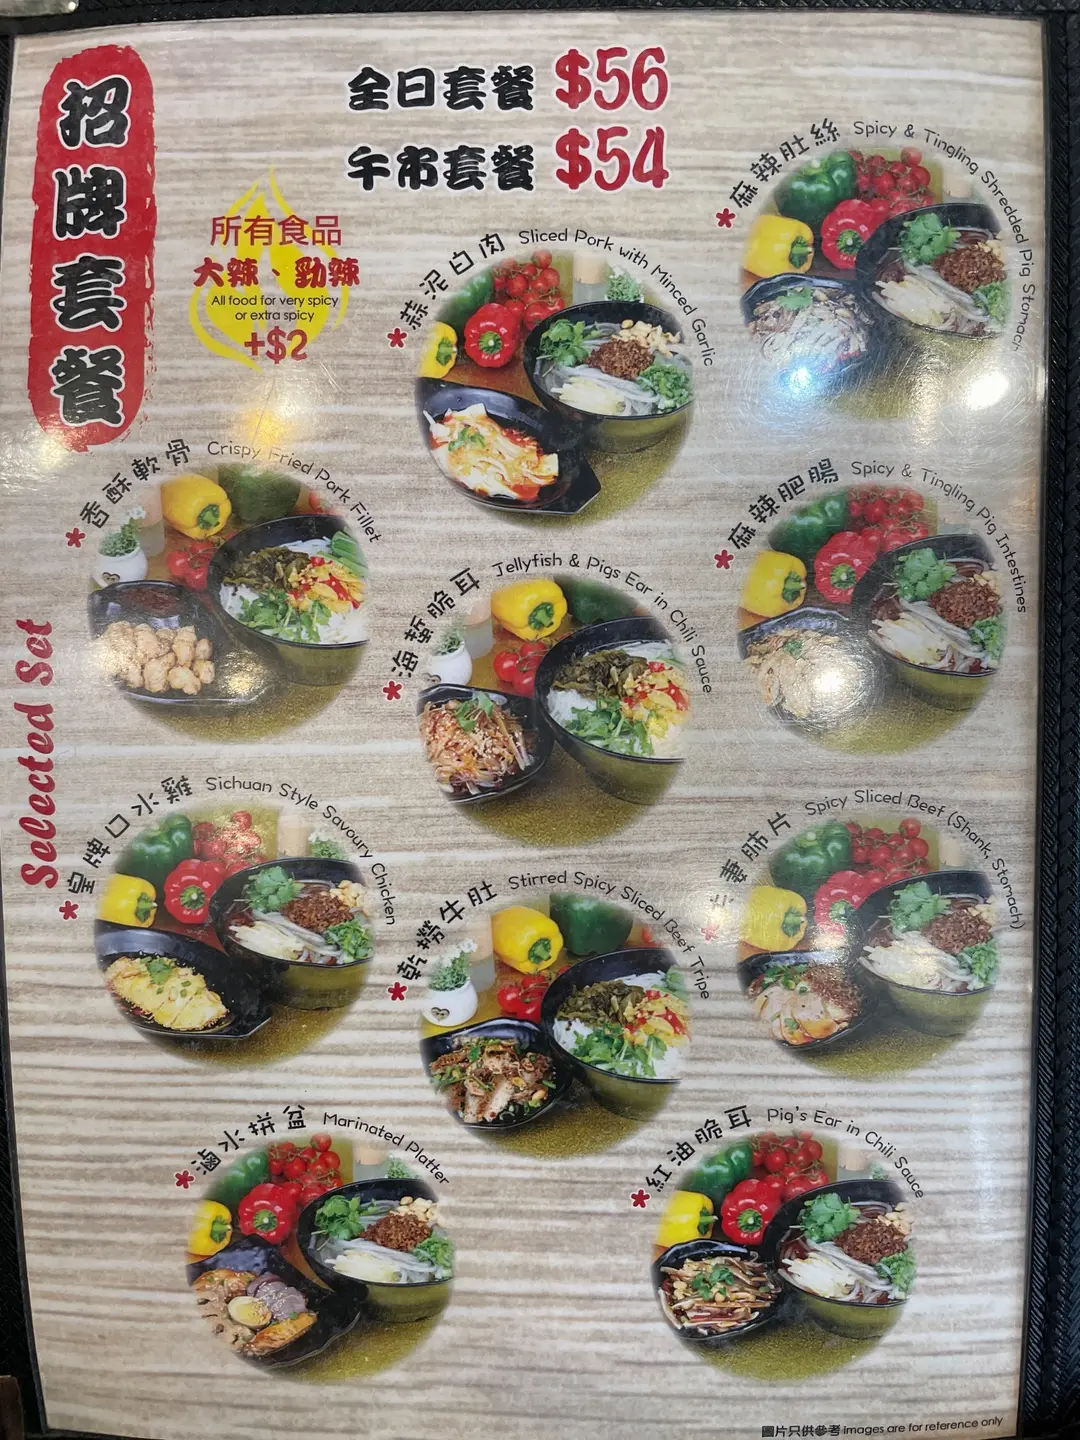 招牌套餐
全日套餐 $56
午市套餐 $54
所有食品
大辣、勁辣
All food for very spicy
or extra spicy
+$2
*麻辣肚絲 Spicy & Tingling Shredded Pig Stomach
*蒜泥白肉 Sliced Pork with Minced Garlic
*香酥軟骨 Crispy Fried Pork Fillet
*麻辣肥腸 Spicy & Tingling Pig Intestines
*海蜇脆耳 Jellyfish & Pigs Ear in Chili Sauce
Selected Set
*皇牌口水雞 Sichuan Style Savoury Chicken
*夫妻肺片 Spicy Sliced Beef (Shank, Stomach)
*乾撈牛肚 Stirred Spicy Sliced Beef Tripe
*滷水拼盆 Marinated Platter
*紅油脆耳 Pig's Ear in Chili Sauce
圖片只供參考 Images are for reference only